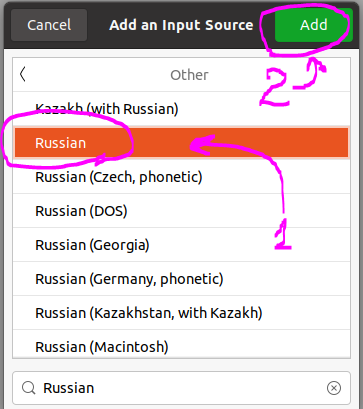 Cancel Add an Input Source Add
2
Other
Kazakh (with Russian)
Russian
Russian (Czech, phonetic)
Russian (DOS)
1
Russian (Georgia)
Russian (Germany, phonetic)
Russian (Kazakhstan, with Kazakh)
Russian (Macintosh)
Russian